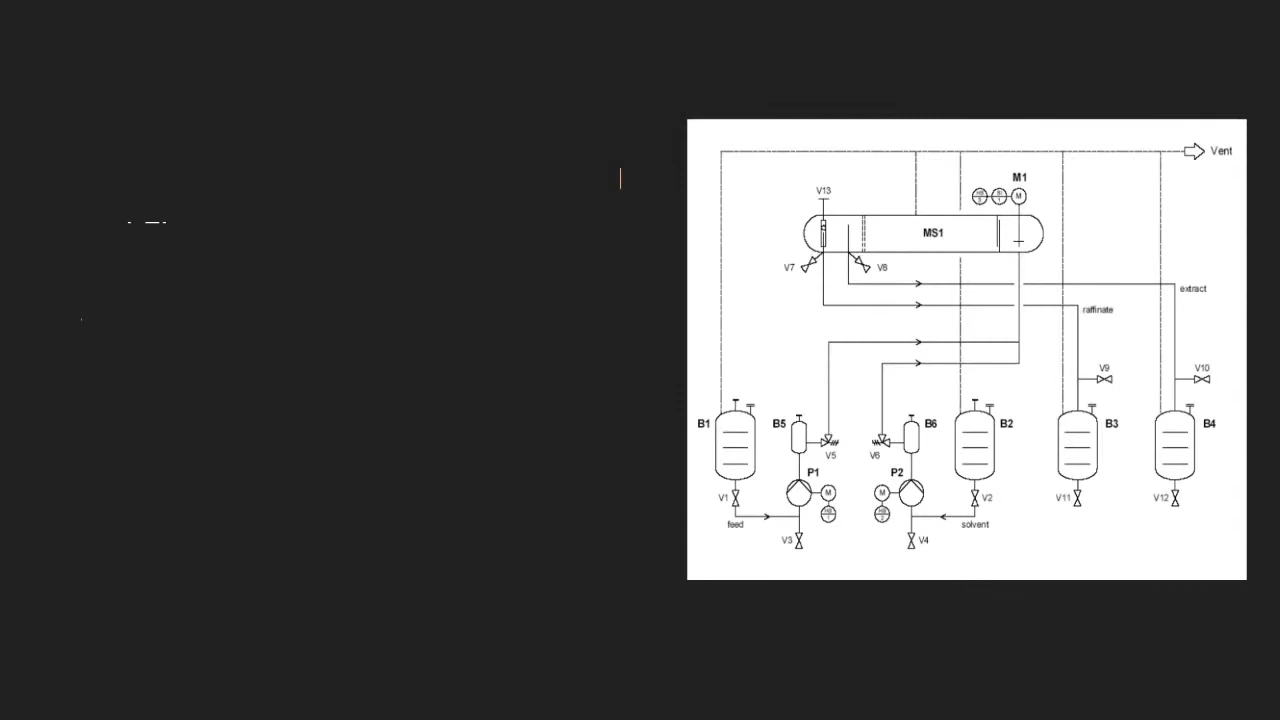 Vent
M1
V13
M
MS1
V7
V8
extract
raffinate
V9
V10
B1
B5
B6
B2
B3
B4
V5
V6
P1
P2
V1
M
M
V2
V11
V12
feed
solvent
V3
V4